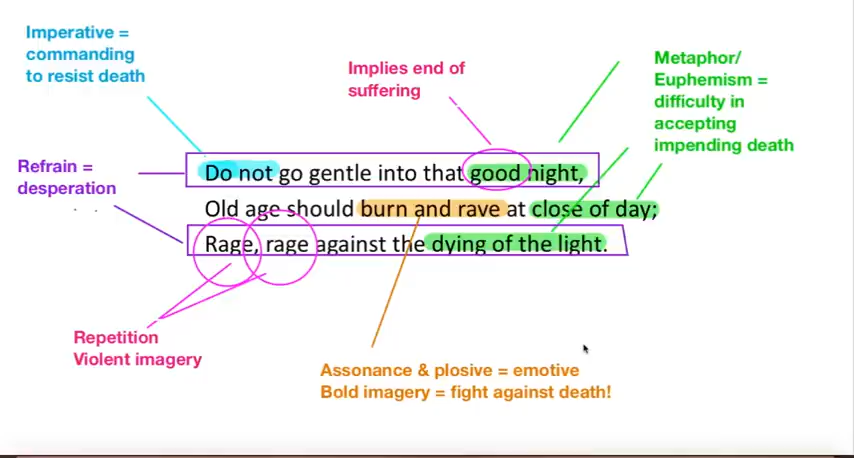 Imperative =
commanding
to resist death
Implies end of
suffering
Metaphor/
Euphemism =
difficulty in
accepting
impending death
Refrain =
desperation
Do not go gentle into that good night,
Old age should burn and rave at close of day;
Rage, rage against the dying of the light.
Repetition
Violent imagery
Assonance & plosive = emotive
Bold imagery = fight against death!